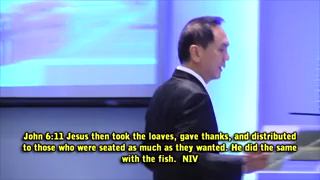 John 6:11 Jesus then took the loaves, gave thanks, and distributed
to those who were seated as much as they wanted. He did the same
with the fish.  NIV